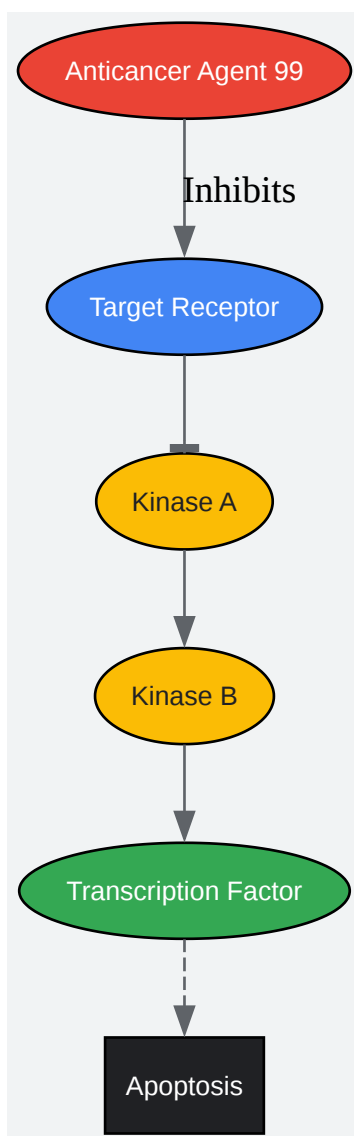 Anticancer Agent 99
Inhibits
Target Receptor
Kinase A
Kinase B
Transcription Factor
Apoptosis